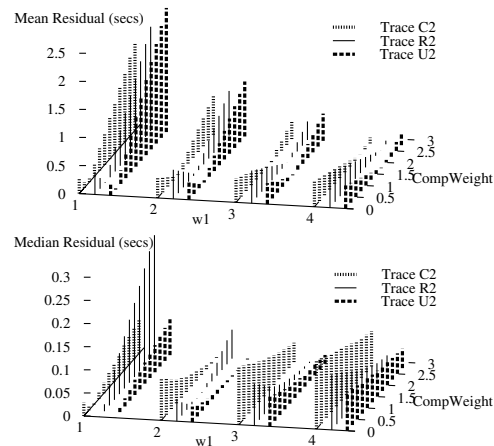 Mean Residual (secs)
Trace C2
Trace R2
Trace U2
2.5
2
1.5
1
0.5
0
1
2
w1
3
4
0
0.5
1
1.5
2
2.5
3
CompWeight
Median Residual (secs)
Trace C2
Trace R2
Trace U2
0.3
0.25
0.2
0.15
0.1
0.05
0
1
2
w1
3
4
0
0.5
1
1.5
2
2.5
3
CompWeight